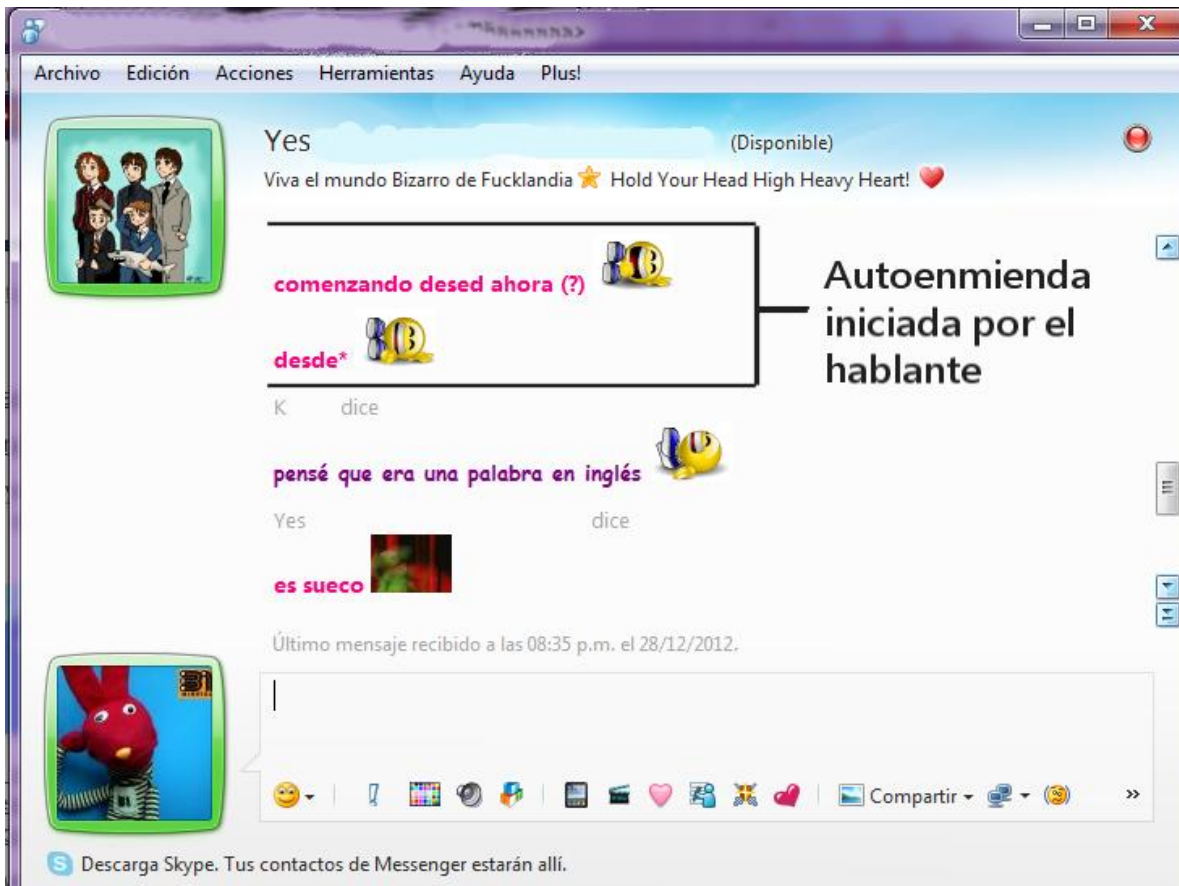 Archivo Edición Acciones Herramientas Ayuda Plus!
Yes (Disponible)
Viva el mundo Bizarro de Fucklandia Hold Your Head High Heavy Heart!
comenzando desed ahora (?)
desde*
Autoenmienda
iniciada por el
hablante
K dice
pensé que era una palabra en inglés
Yes dice
es sueco
Último mensaje recibido a las 08:35 p.m. el 28/12/2012.
Compartir
Descarga Skype. Tus contactos de Messenger estarán allí.